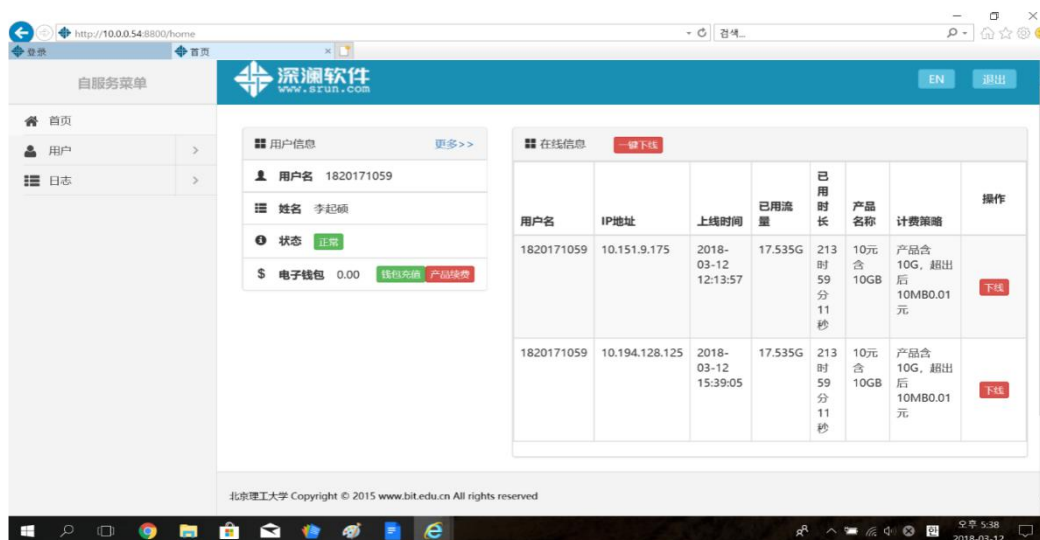 http://10.0.0.54:8800/home
검색...
登录
首页
自服务菜单
深澜软件
www.srun.com
EN
退出
首页
用户
日志
用户信息 更多>>
用户名 1820171059
姓名 李起硕
状态 正常
电子钱包 0.00 钱包充值 产品续费
在线信息 一键下线
用户名 IP地址 上线时间 已用流量 已用时长 产品名称 计费策略 操作
1820171059 10.151.9.175 2018-03-12 12:13:57 17.535G 213时59分11秒 10元含10GB 产品含10G，超出后10MB0.01元 下线
1820171059 10.194.128.125 2018-03-12 15:39:05 17.535G 213时59分11秒 10元含10GB 产品含10G，超出后10MB0.01元 下线
北京理工大学 Copyright © 2015 www.bit.edu.cn All rights reserved
한
오후 5:38
2018-03-12